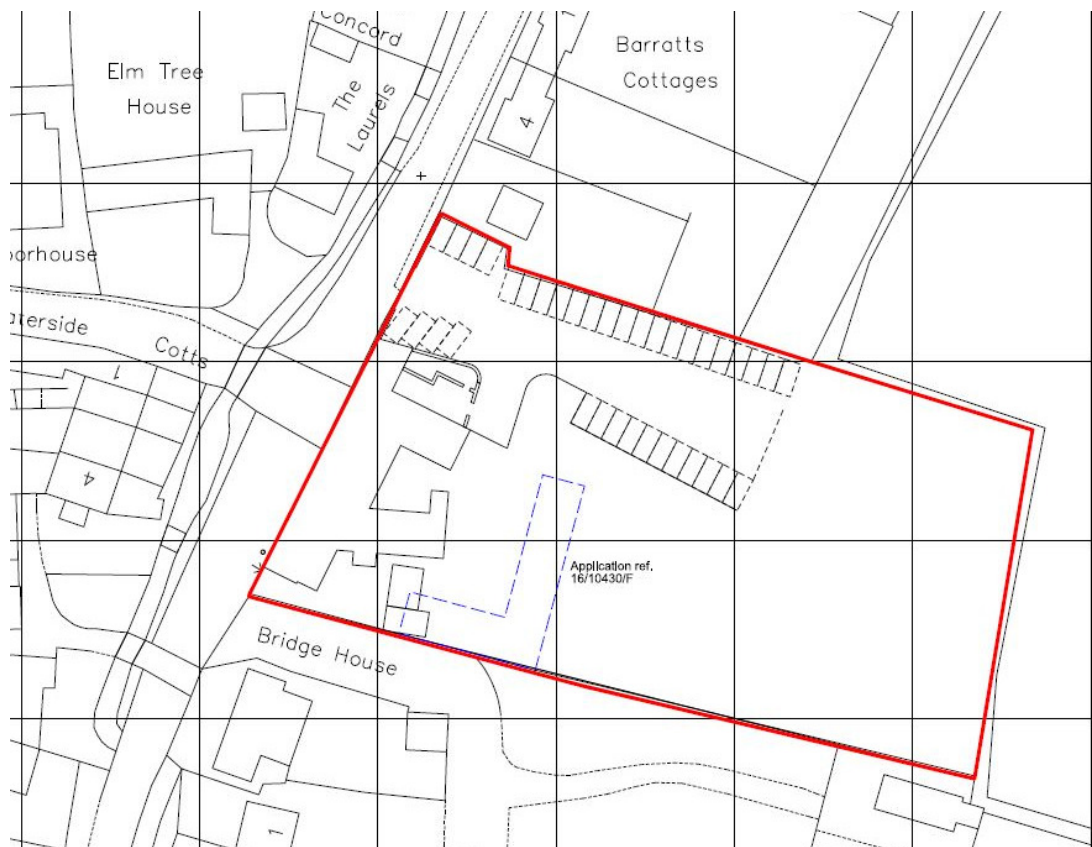 Concord
Barratts
Cottages
Elm Tree
House
The
Laurels
4
orhouse
aterside
Cotts
1
4
Application ref.
16/10430/F
Bridge House
1